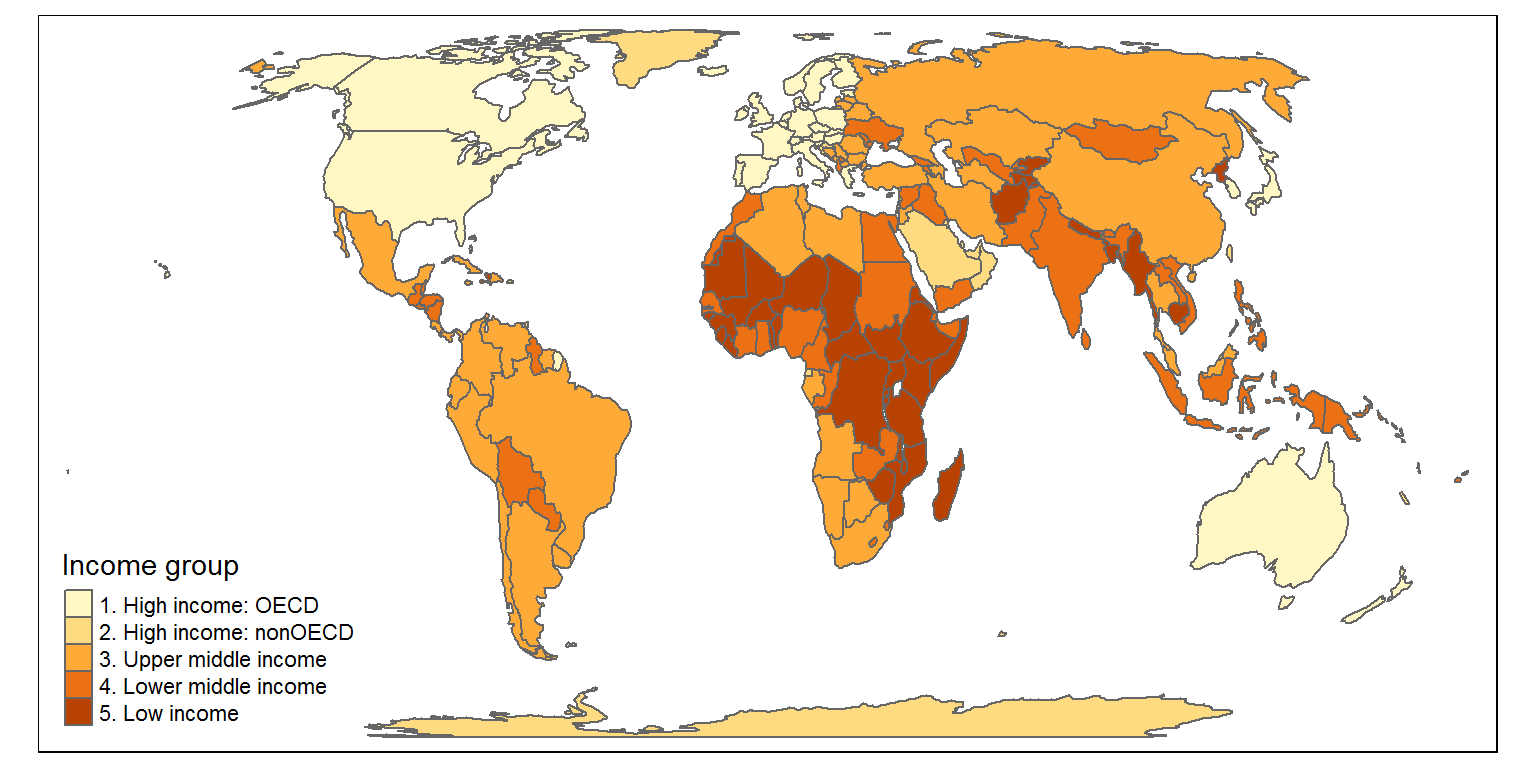 Income group
1. High income: OECD
2. High income: nonOECD
3. Upper middle income
4. Lower middle income
5. Low income